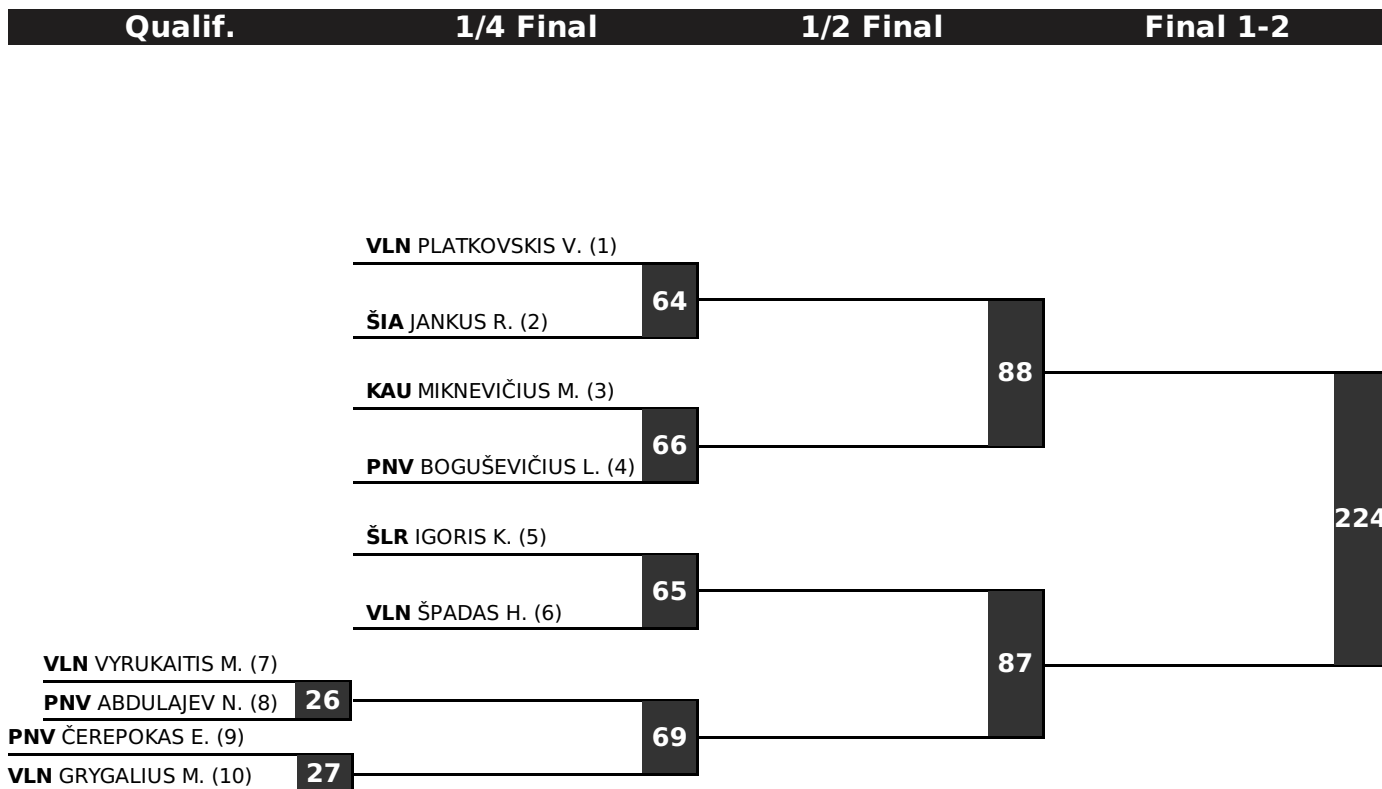 Qualif. 1/4 Final 1/2 Final Final 1-2
VLN PLATKOVSKIS V. (1)
64
ŠIA JANKUS R. (2)
88
KAU MIKNEVIČIUS M. (3)
66
PNV BOGUŠEVIČIUS L. (4)
224
ŠLR IGORIS K. (5)
65
VLN ŠPADAS H. (6)
87
VLN VYRUKAITIS M. (7)
PNV ABDULAJEV N. (8) 26
PNV ČEREPOKAS E. (9)
69
VLN GRYGALIUS M. (10) 27